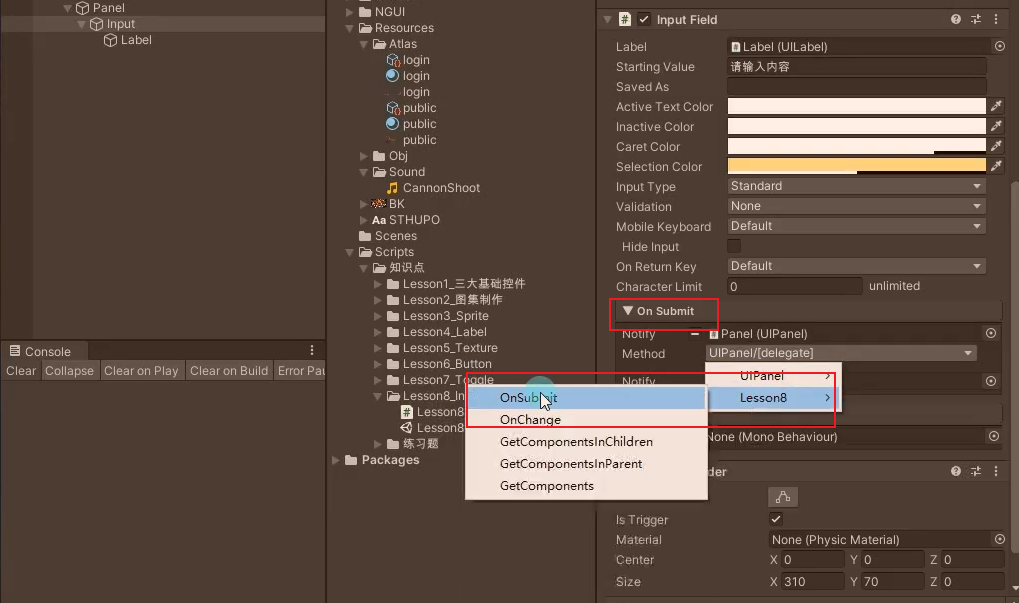 Panel
Input
Label
Console
Clear
Collapse
Clear on Play
Clear on Build
Error Pau
NGUI
Resources
Atlas
login
login
login
public
public
public
Obj
Sound
CannonShoot
BK
Aa STHUPO
Scenes
Scripts
知识点
Lesson1_三大基础控件
Lesson2_图集制作
Lesson3_Sprite
Lesson4_Label
Lesson5_Texture
Lesson6_Button
Lesson7_Toggle
Lesson8_In
Lesson8
Lesson8
练习题
Packages
Input Field
Label
Label (UILabel)
Starting Value
请输入内容
Saved As
Active Text Color
Inactive Color
Caret Color
Selection Color
Input Type
Standard
Validation
None
Mobile Keyboard
Default
Hide Input
On Return Key
Default
Character Limit
0
unlimited
On Submit
Notify
Panel (UIPanel)
Method
UIPanel/[delegate]
Notify
UIPanel
Lesson8
OnSubmit
OnChange
GetComponentsInChildren
GetComponentsInParent
GetComponents
None (Mono Behaviour)
der
Is Trigger
Material
None (Physic Material)
Center
X 0
Y 0
Z 0
Size
X 310
Y 70
Z 0